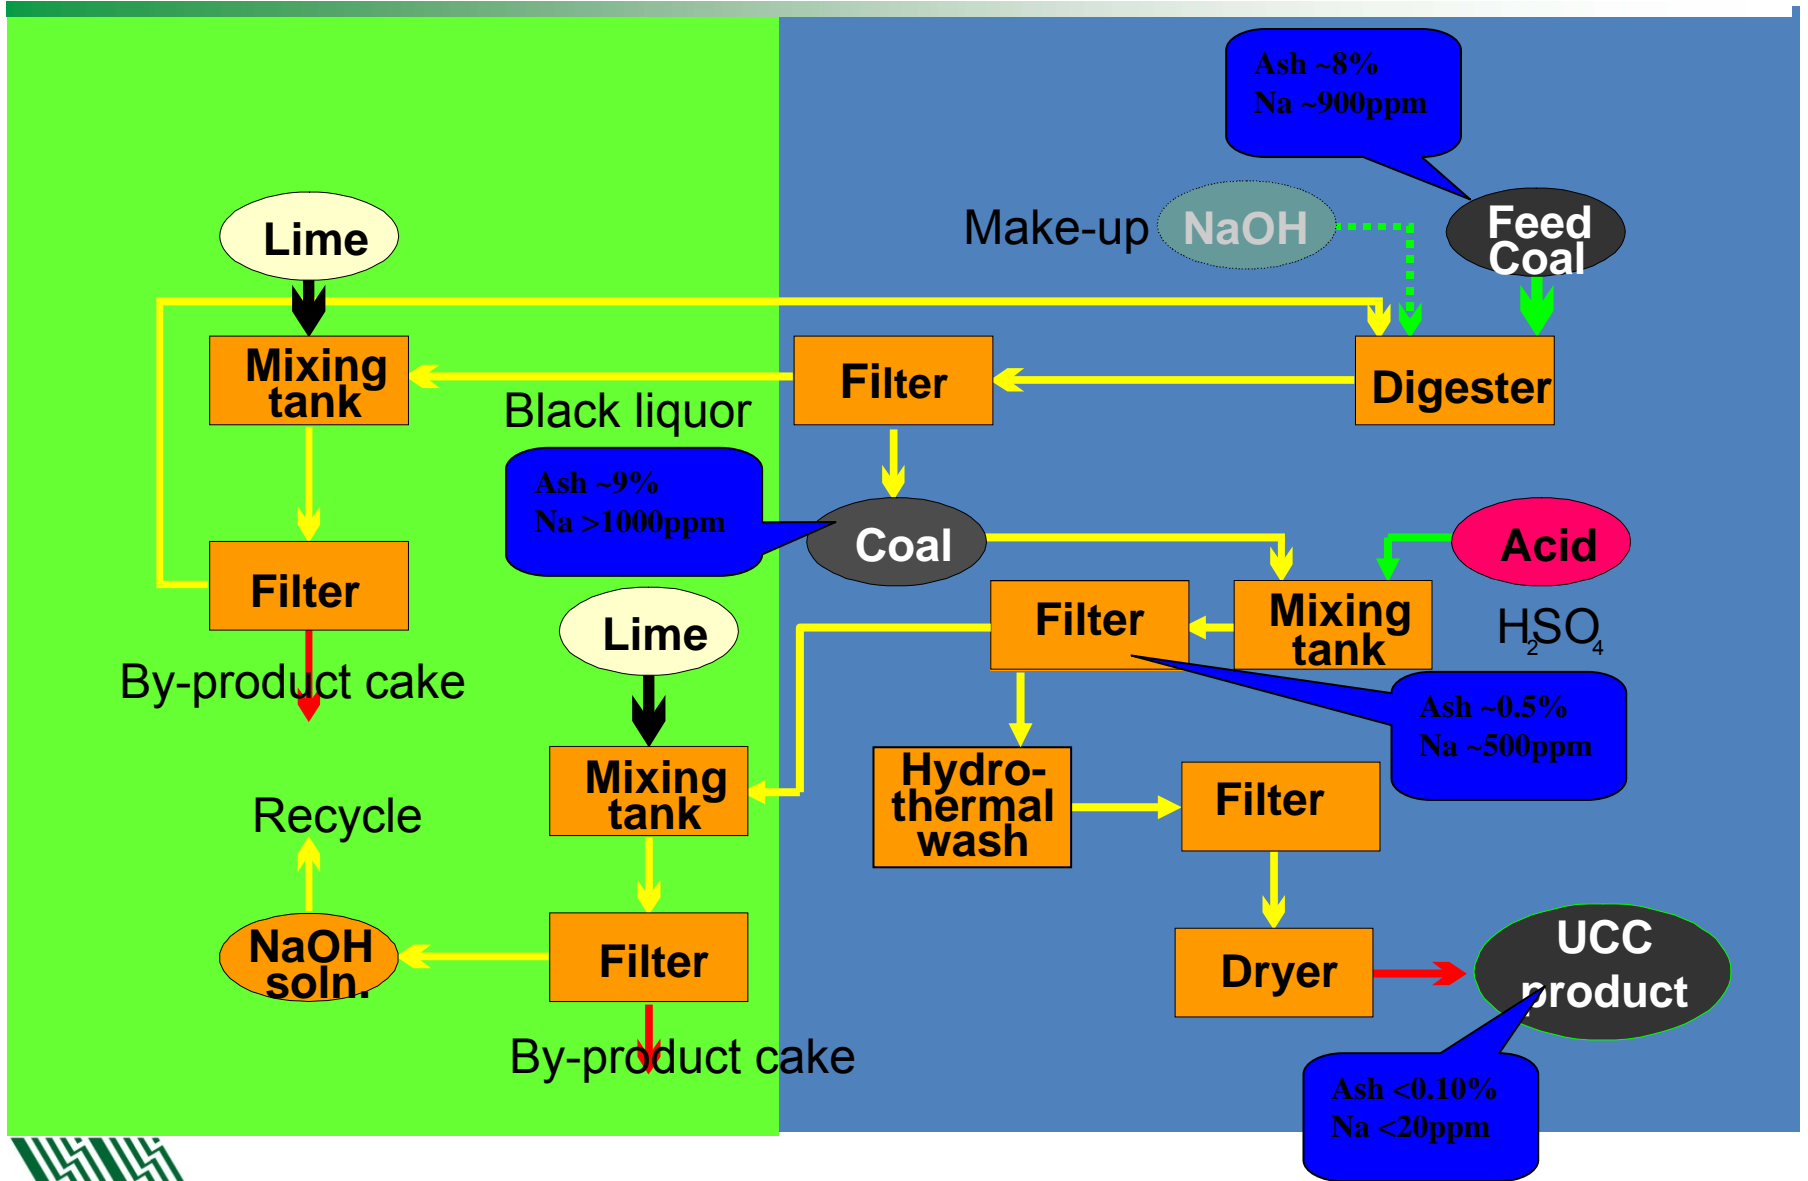 Ash ~8%
Na ~900ppm
Lime
Make-up
NaOH
Feed
Coal
Mixing
tank
Filter
Digester
Black liquor
Ash ~9%
Na >1000ppm
Coal
Acid
Filter
Lime
Filter
Mixing
tank
H2SO4
By-product cake
Ash ~0.5%
Na ~500ppm
Mixing
tank
Hydro-
thermal
wash
Filter
Recycle
NaOH
soln.
Filter
Dryer
UCC
product
By-product cake
Ash <0.10%
Na <20ppm